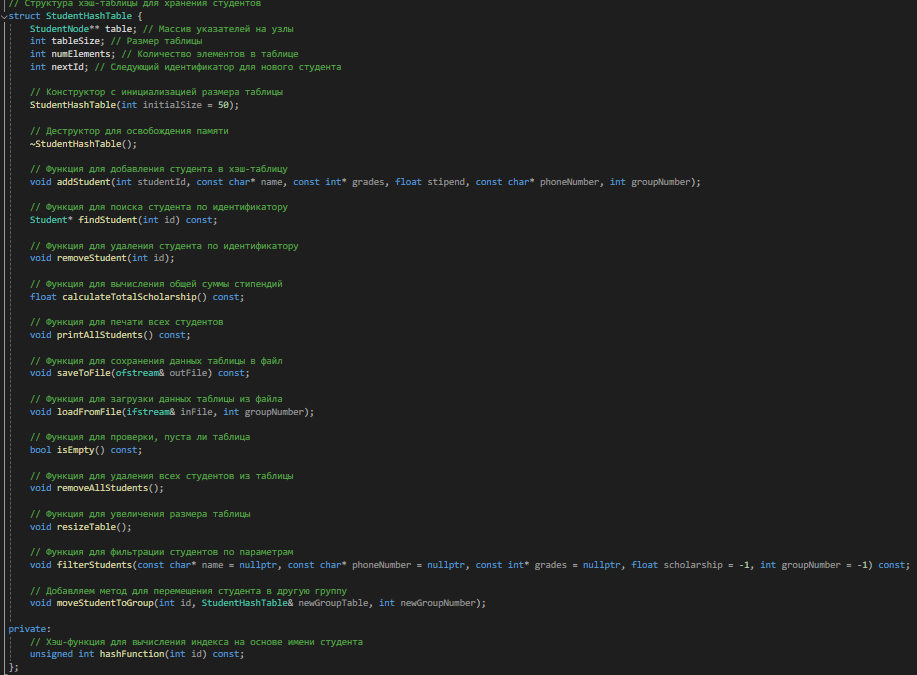 // Структура хэш-таблицы для хранения студентов
struct StudentHashTable {
StudentNode** table; // Массив указателей на узлы
int tableSize; // Размер таблицы
int numElements; // Количество элементов в таблице
int nextId; // Следующий идентификатор для нового студента
// Конструктор с инициализацией размера таблицы
StudentHashTable(int initialSize = 50);
// Деструктор для освобождения памяти
~StudentHashTable();
// Функция для добавления студента в хэш-таблицу
void addStudent(int studentId, const char* name, const int* grades, float stipend, const char* phoneNumber, int groupNumber);
// Функция для поиска студента по идентификатору
Student* findStudent(int id) const;
// Функция для удаления студента по идентификатору
void removeStudent(int id);
// Функция для вычисления общей суммы стипендий
float calculateTotalScholarship() const;
// Функция для печати всех студентов
void printAllStudents() const;
// Функция для сохранения данных таблицы в файл
void saveToFile(ofstream& outFile) const;
// Функция для загрузки данных таблицы из файла
void loadFromFile(ifstream& inFile, int groupNumber);
// Функция для проверки, пуста ли таблица
bool isEmpty() const;
// Функция для удаления всех студентов из таблицы
void removeAllStudents();
// Функция для увеличения размера таблицы
void resizeTable();
// Функция для фильтрации студентов по параметрам
void filterStudents(const char* name = nullptr, const char* phoneNumber = nullptr, const int* grades = nullptr, float scholarship = -1, int groupNumber = -1) const;
// Добавляем метод для перемещения студента в другую группу
void moveStudentToGroup(int id, StudentHashTable& newGroupTable, int newGroupNumber);
private:
// Хэш-функция для вычисления индекса на основе имени студента
unsigned int hashFunction(int id) const;
};